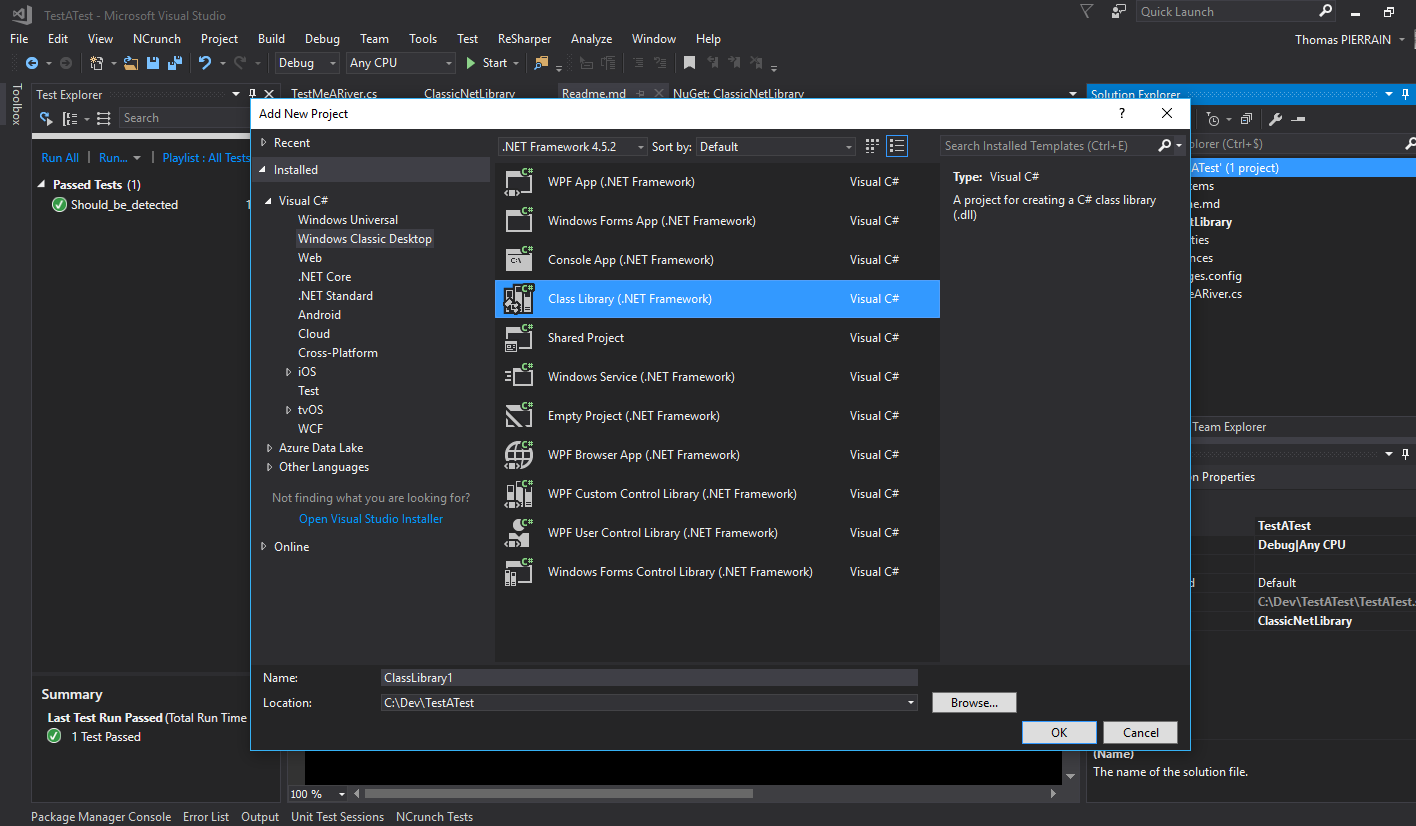 TestATest - Microsoft Visual Studio
Quick Launch
File Edit View NCrunch Project Build Debug Team Tools Test ReSharper Analyze Window Help
Thomas PIERRAIN
Debug Any CPU Start
Toolbox
Test Explorer
Search
Run All Run... Playlist : All Tests
Passed Tests (1)
Should_be_detected 1
Summary
Last Test Run Passed (Total Run Time
1 Test Passed
TestMeARiver.cs ClassicNetLibrary Readme.md NuGet: ClassicNetLibrary
Add New Project
?
Recent
Installed
Visual C#
Windows Universal
Windows Classic Desktop
Web
.NET Core
.NET Standard
Android
Cloud
Cross-Platform
iOS
Test
tvOS
WCF
Azure Data Lake
Other Languages
Not finding what you are looking for?
Open Visual Studio Installer
Online
.NET Framework 4.5.2 Sort by: Default
Search Installed Templates (Ctrl+E)
WPF App (.NET Framework) Visual C#
Windows Forms App (.NET Framework) Visual C#
Console App (.NET Framework) Visual C#
Class Library (.NET Framework) Visual C#
Shared Project Visual C#
Windows Service (.NET Framework) Visual C#
Empty Project (.NET Framework) Visual C#
WPF Browser App (.NET Framework) Visual C#
WPF Custom Control Library (.NET Framework) Visual C#
WPF User Control Library (.NET Framework) Visual C#
Windows Forms Control Library (.NET Framework) Visual C#
Type: Visual C#
A project for creating a C# class library
(.dll)
Name: ClassLibrary1
Location: C:\Dev\TestATest
Browse...
OK Cancel
Solution Explorer
plorer (Ctrl+$)
ATest' (1 project)
tems
ne.md
tLibrary
ties
nces
ges.config
eARiver.cs
Team Explorer
n Properties
TestATest
Debug|Any CPU
d Default
C:\Dev\TestATest\TestATest.
ClassicNetLibrary
(Name)
The name of the solution file.
100 %
Package Manager Console Error List Output Unit Test Sessions NCrunch Tests